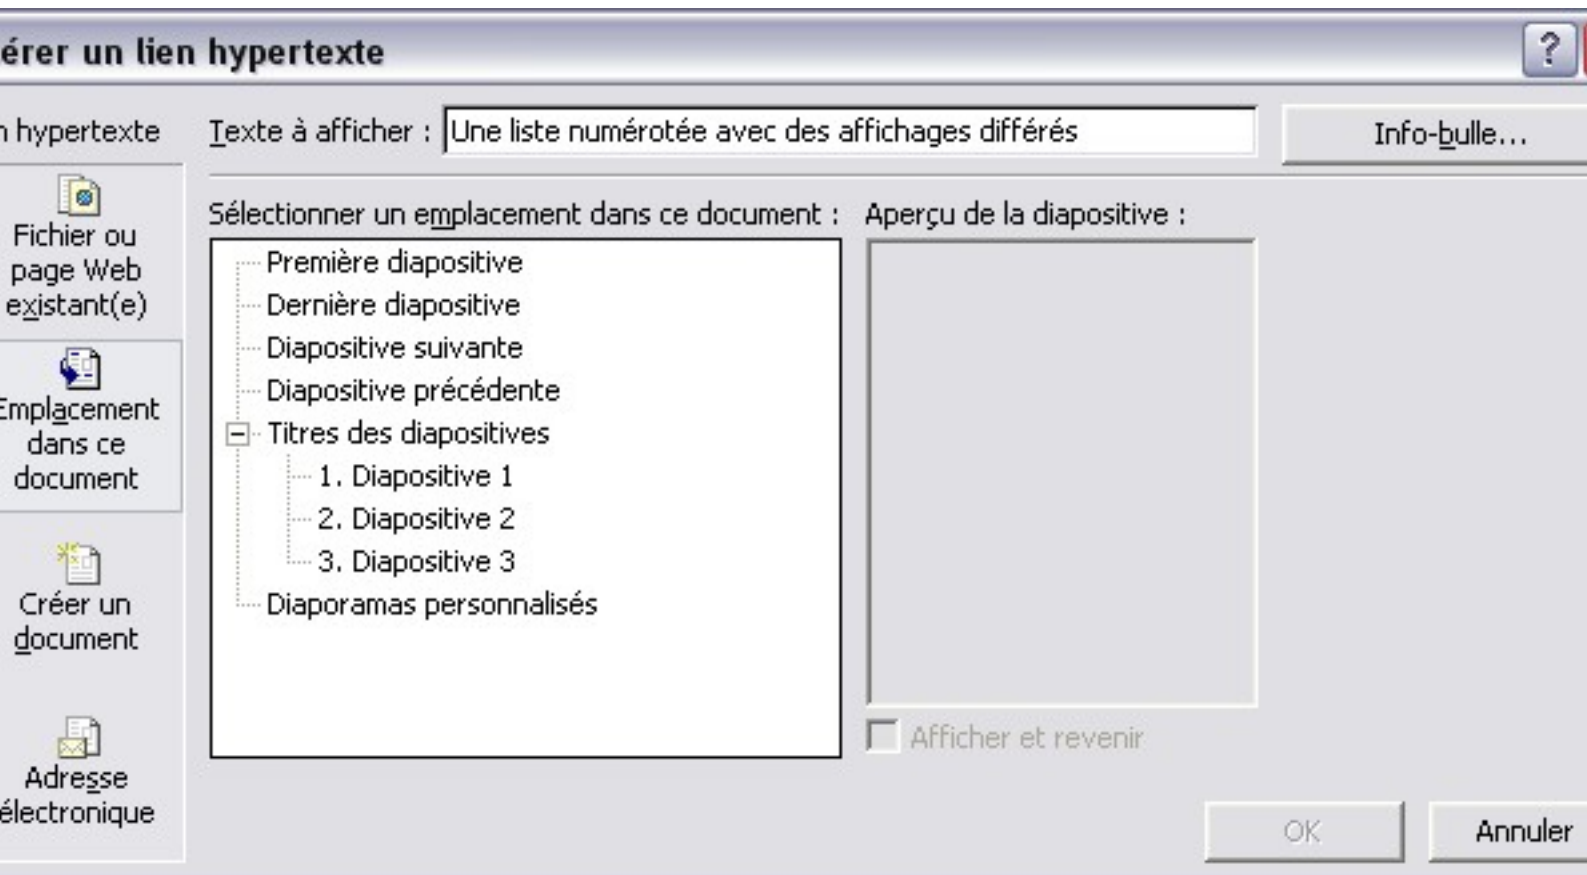 érer un lien hypertexte
?
n hypertexte
Texte à afficher : Une liste numérotée avec des affichages différés
Info-bulle...
Fichier ou
page Web
existant(e)
Emplacement
dans ce
document
Créer un
document
Adresse
électronique
Sélectionner un emplacement dans ce document :
Première diapositive
Dernière diapositive
Diapositive suivante
Diapositive précédente
Titres des diapositives
1. Diapositive 1
2. Diapositive 2
3. Diapositive 3
Diaporamas personnalisés
Aperçu de la diapositive :
Afficher et revenir
OK
Annuler